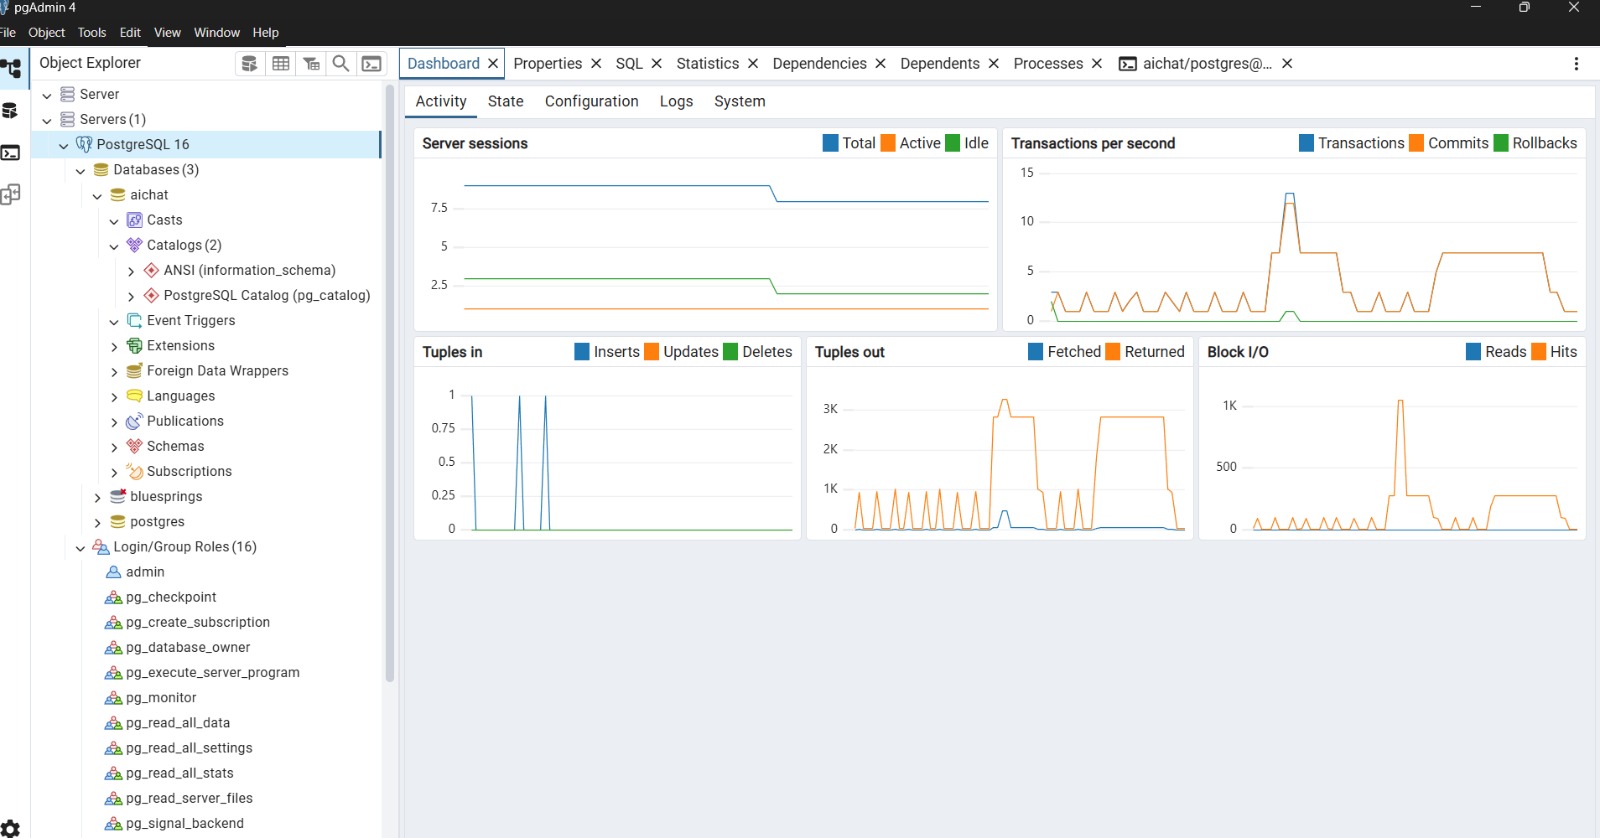 pgAdmin 4
File Object Tools Edit View Window Help
Object Explorer
Server
Servers (1)
PostgreSQL 16
Databases (3)
aichat
Casts
Catalogs (2)
ANSI (information_schema)
PostgreSQL Catalog (pg_catalog)
Event Triggers
Extensions
Foreign Data Wrappers
Languages
Publications
Schemas
Subscriptions
bluesprings
postgres
Login/Group Roles (16)
admin
pg_checkpoint
pg_create_subscription
pg_database_owner
pg_execute_server_program
pg_monitor
pg_read_all_data
pg_read_all_settings
pg_read_all_stats
pg_read_server_files
pg_signal_backend
Dashboard Properties SQL Statistics Dependencies Dependents Processes aichat/postgres@...
Activity State Configuration Logs System
Server sessions Total Active Idle
7.5
5
2.5
Transactions per second Transactions Commits Rollbacks
15
10
5
0
Tuples in Inserts Updates Deletes
1
0.75
0.5
0.25
0
Tuples out Fetched Returned
3K
2K
1K
0
Block I/O Reads Hits
1K
500
0